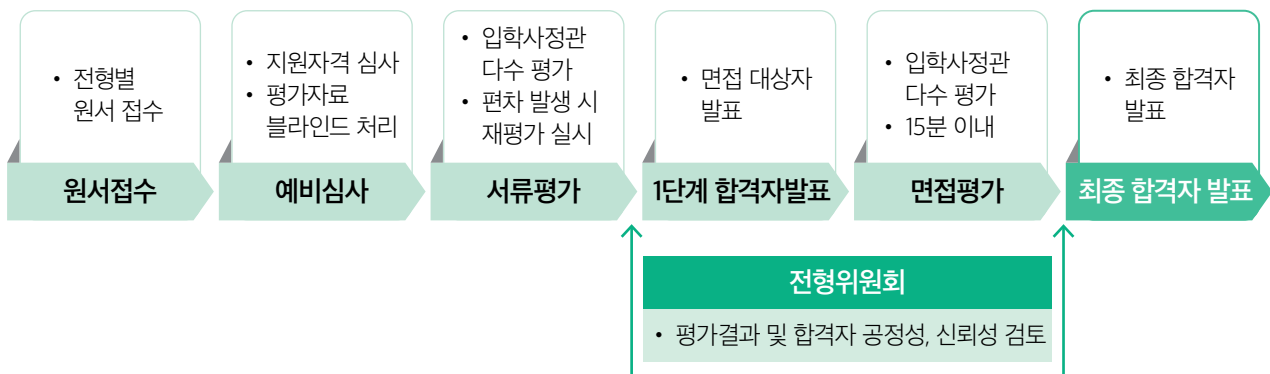 • 전형별
원서 접수
• 지원자격 심사
• 평가자료
블라인드 처리
• 입학사정관
다수 평가
• 편차 발생 시
재평가 실시
• 면접 대상자
발표
• 입학사정관
다수 평가
• 15분 이내
• 최종 합격자
발표
원서접수
예비심사
서류평가
1단계 합격자발표
면접평가
최종 합격자 발표
전형위원회
• 평가결과 및 합격자 공정성, 신뢰성 검토